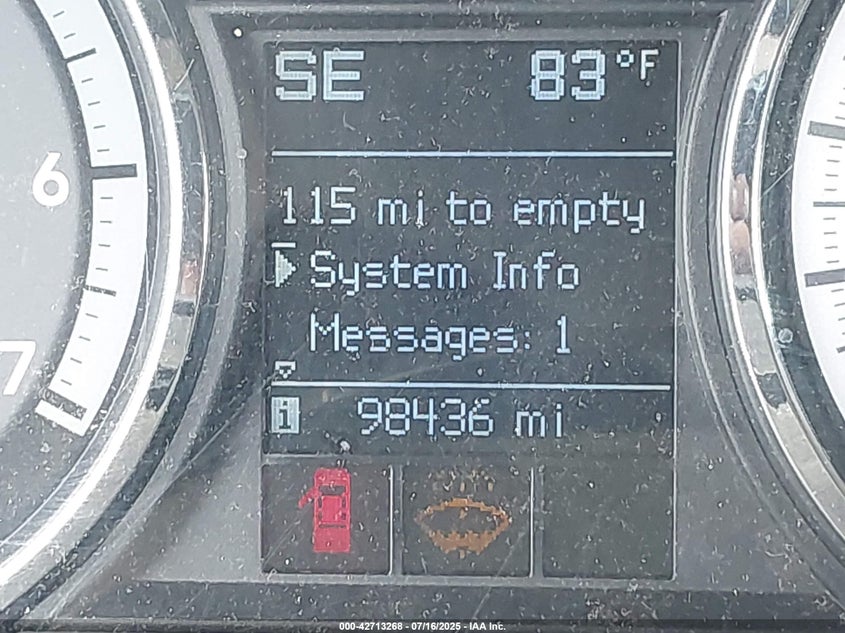 SE 83°F
6
115 mi to empty
System Info
Messages: 1
7
i 98436 mi
000-42713268 - 07/16/2025 - IAA Inc.